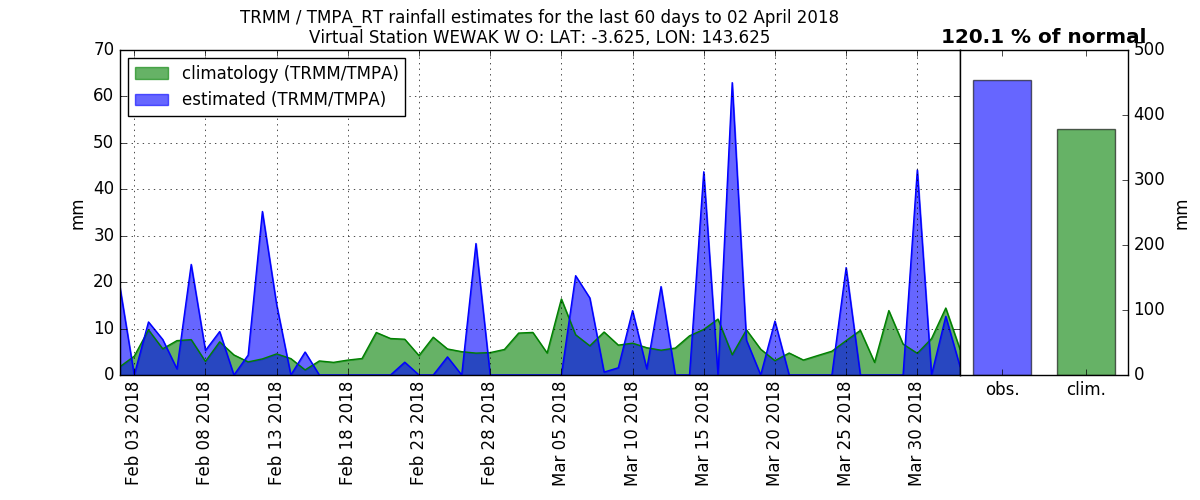 TRMM / TMPA_RT rainfall estimates for the last 60 days to 02 April 2018
Virtual Station WEWAK W O: LAT: -3.625, LON: 143.625
120.1 % of normal
climatology (TRMM/TMPA)
estimated (TRMM/TMPA)
70
60
50
40
30
20
10
0
mm
Feb 03 2018
Feb 08 2018
Feb 13 2018
Feb 18 2018
Feb 23 2018
Feb 28 2018
Mar 05 2018
Mar 10 2018
Mar 15 2018
Mar 20 2018
Mar 25 2018
Mar 30 2018
obs.
clim.
500
400
300
200
100
0
mm